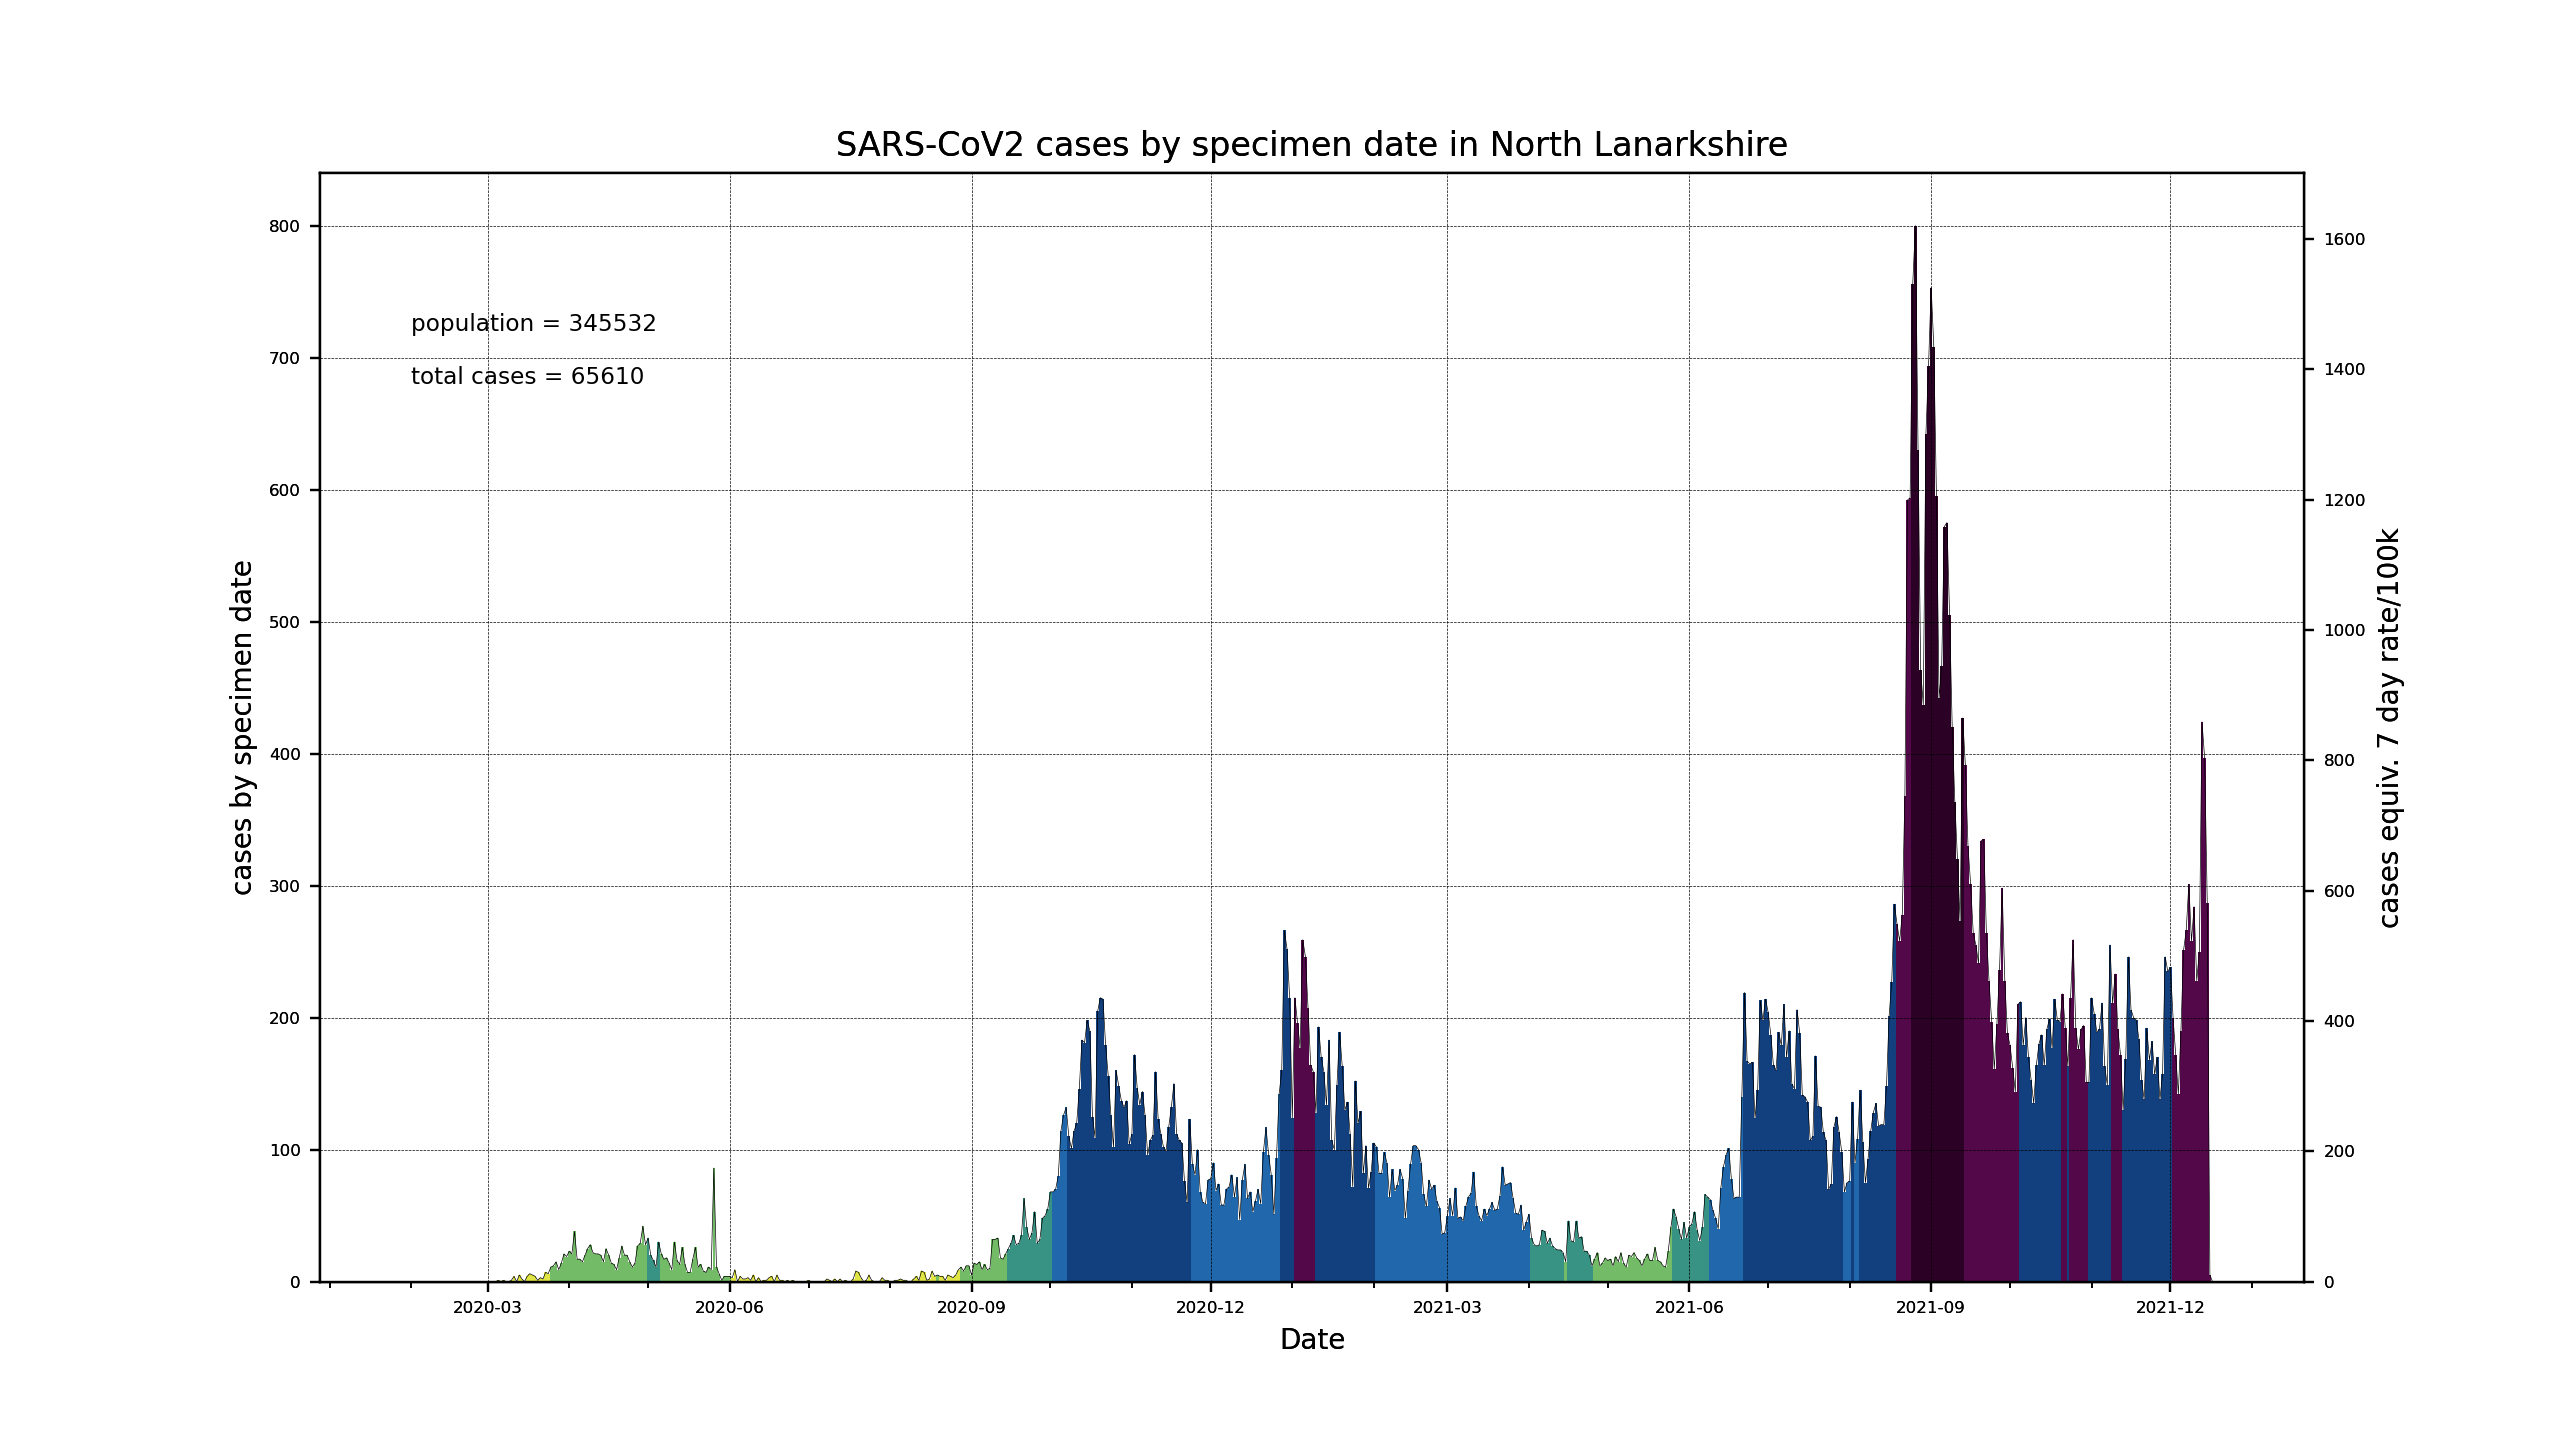 SARS-CoV2 cases by specimen date in North Lanarkshire
population = 345532
total cases = 65610
cases by specimen date
800
700
600
500
400
300
200
100
0
1600
1400
1200
1000
800
600
400
200
0
cases equiv. 7 day rate/100k
2020-03 2020-06 2020-09 2020-12 2021-03 2021-06 2021-09 2021-12
Date